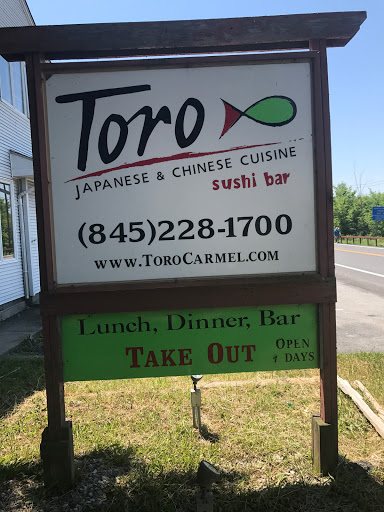 Toro
JAPANESE & CHINESE CUISINE
sushi bar
(845)228-1700
WWW.TOROCARMEL.COM
Lunch, Dinner, Bar
TAKE OUT
OPEN
7 DAYS